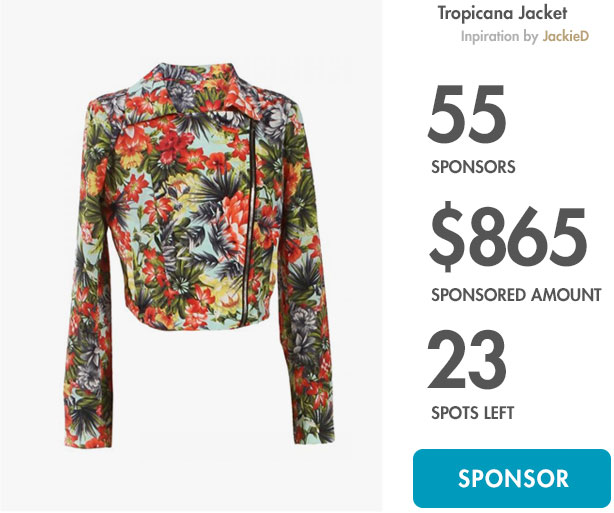 Tropicana Jacket
Inpiration by JackieD
55
SPONSORS
$865
SPONSORED AMOUNT
23
SPOTS LEFT
SPONSOR